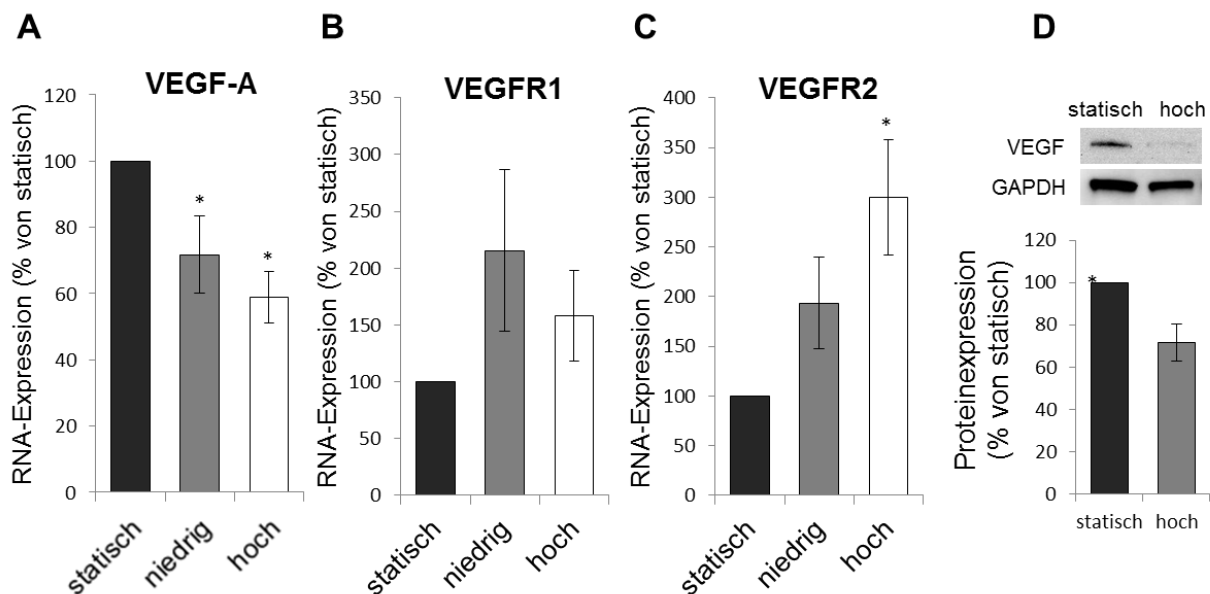 A
VEGF-A
RNA-Expression (% von statisch)
120
100
80
60
40
20
0
*
*
statisch
niedrig
hoch
B
VEGFR1
RNA-Expression (% von statisch)
350
300
250
200
150
100
50
0
statisch
niedrig
hoch
C
VEGFR2
RNA-Expression (% von statisch)
400
350
300
250
200
150
100
50
0
*
statisch
niedrig
hoch
D
statisch hoch
VEGF
GAPDH
Proteinexpression
(% von statisch)
120
100
80
60
40
20
0
*
statisch hoch